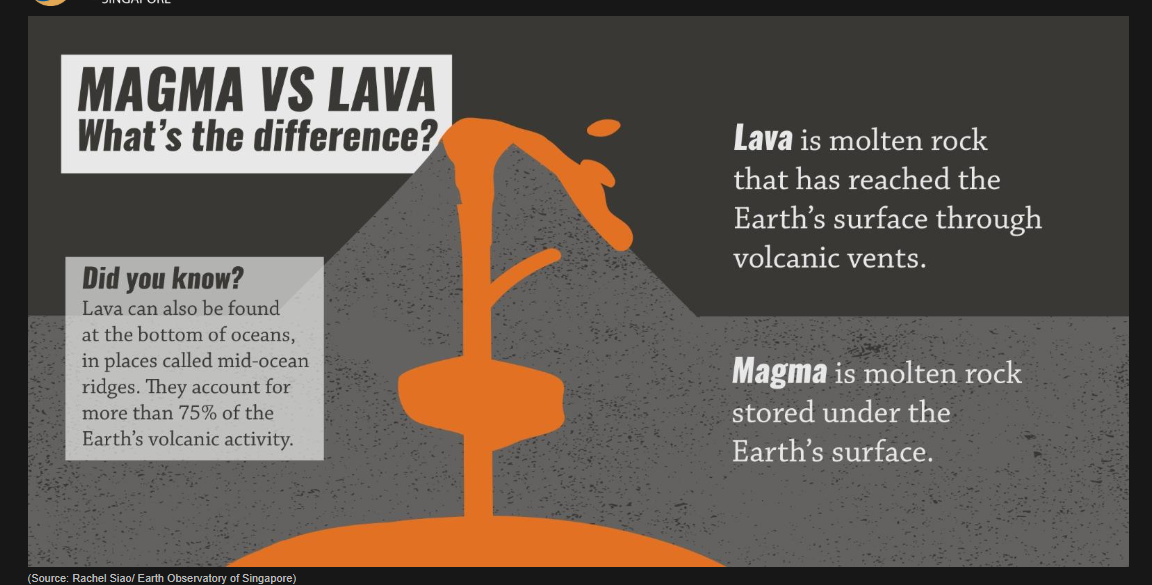 SINGAPORE
MAGMA VS LAVA
What's the difference?
Lava is molten rock
that has reached the
Earth's surface through
volcanic vents.
Did you know?
Lava can also be found
at the bottom of oceans,
in places called mid-ocean
ridges. They account for
more than 75% of the
Earth's volcanic activity.
Magma is molten rock
stored under the
Earth's surface.
(Source: Rachel Siao/ Earth Observatory of Singapore)